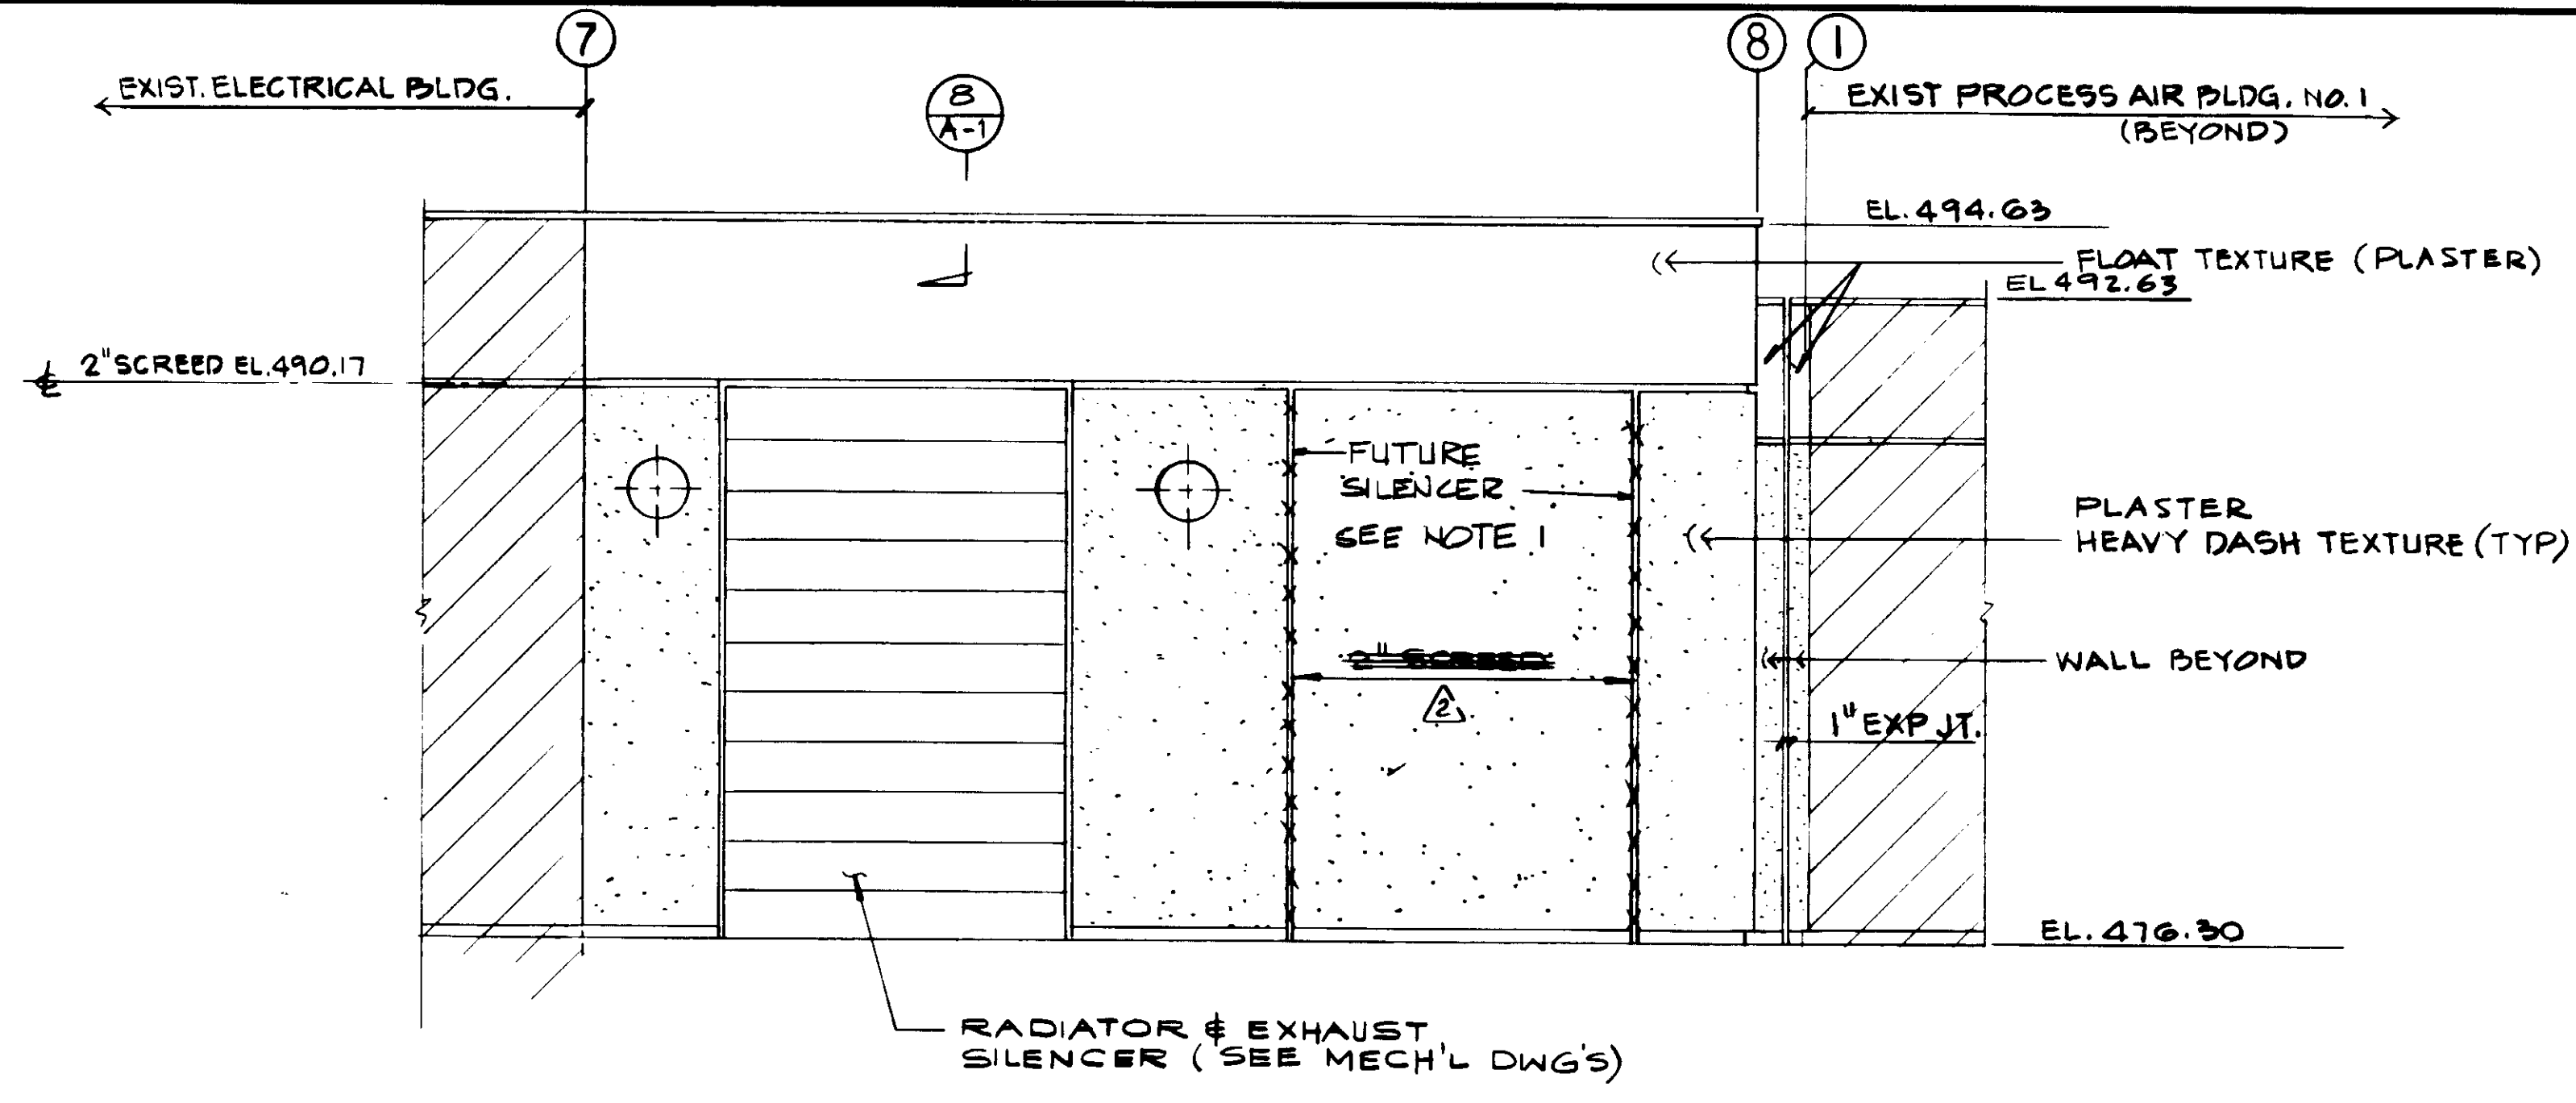 7
8
1
EXIST. ELECTRICAL BLDG.
8
A-1
EXIST PROCESS AIR BLDG. NO. 1
(BEYOND)
EL. 494.63
FLOAT TEXTURE (PLASTER)
EL 492.63
℄ 2" SCREED EL. 490.17
FUTURE
SILENCER
SEE NOTE 1
PLASTER
HEAVY DASH TEXTURE (TYP)
2" SCREED
2
WALL BEYOND
1" EXP JT.
EL. 476.30
RADIATOR & EXHAUST
SILENCER (SEE MECH'L DWG'S)